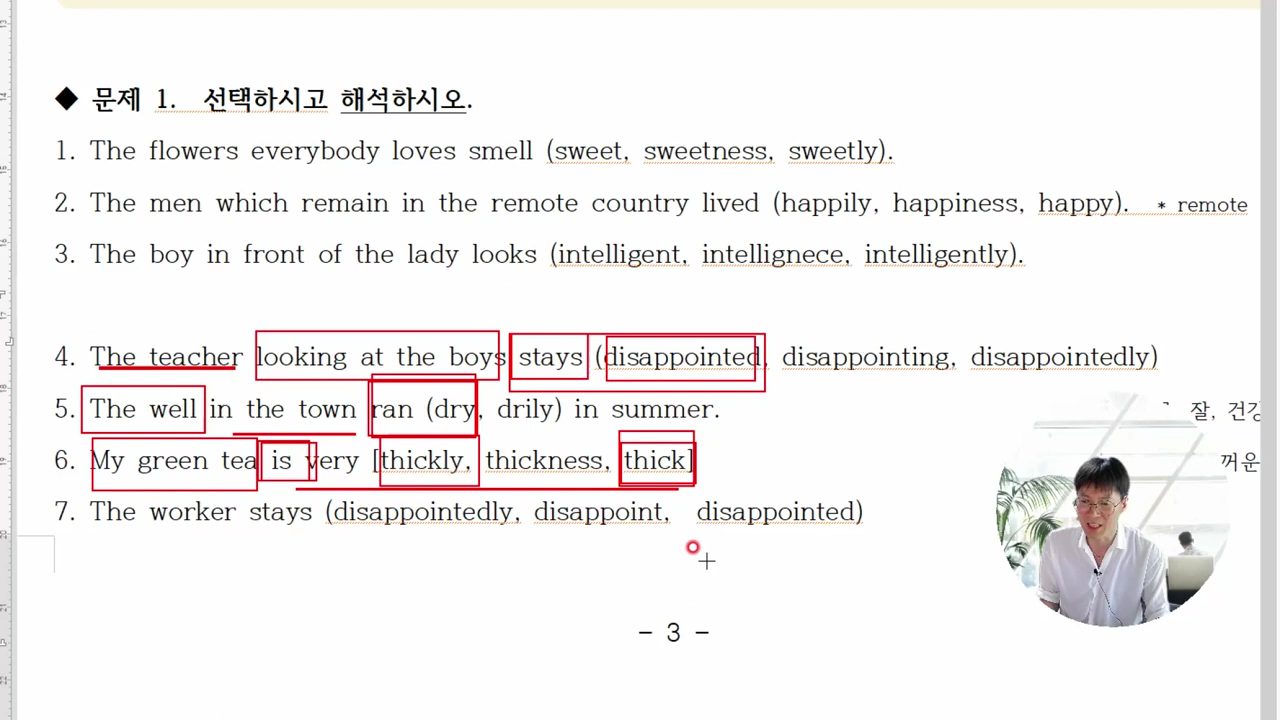 ◆ 문제 1. 선택하시고 해석하시오.
1. The flowers everybody loves smell (sweet, sweetness, sweetly).
2. The men which remain in the remote country lived (happily, happiness, happy). * remote
3. The boy in front of the lady looks (intelligent, intellignece, intelligently).
4. The teacher looking at the boys stays (disappointed, disappointing, disappointedly)
5. The well in the town ran (dry, drily) in summer.
잘, 건강
6. My green tea is very [thickly, thickness, thick]
꺼운
7. The worker stays (disappointedly, disappoint, disappointed)
- 3 -